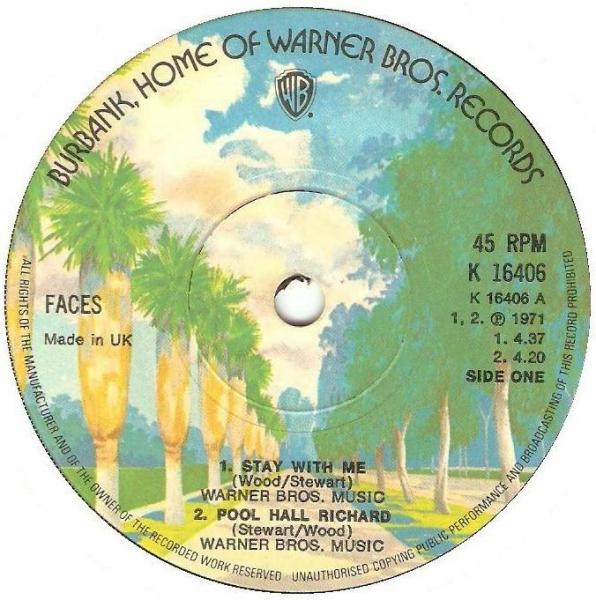 BURBANK, HOME OF WARNER BROS. RECORDS
WB
FACES
Made in UK
45 RPM
K 16406
K 16406 A
1, 2. ℗ 1971
1. 4.37
2. 4.20
SIDE ONE
1. STAY WITH ME
(Wood/Stewart)
WARNER BROS. MUSIC
2. POOL HALL RICHARD
(Stewart/Wood)
WARNER BROS. MUSIC
ALL RIGHTS OF THE MANUFACTURER AND OF THE OWNER OF THE RECORDED WORK RESERVED UNAUTHORISED COPYING PUBLIC PERFORMANCE AND BROADCASTING OF THIS RECORD PROHIBITED